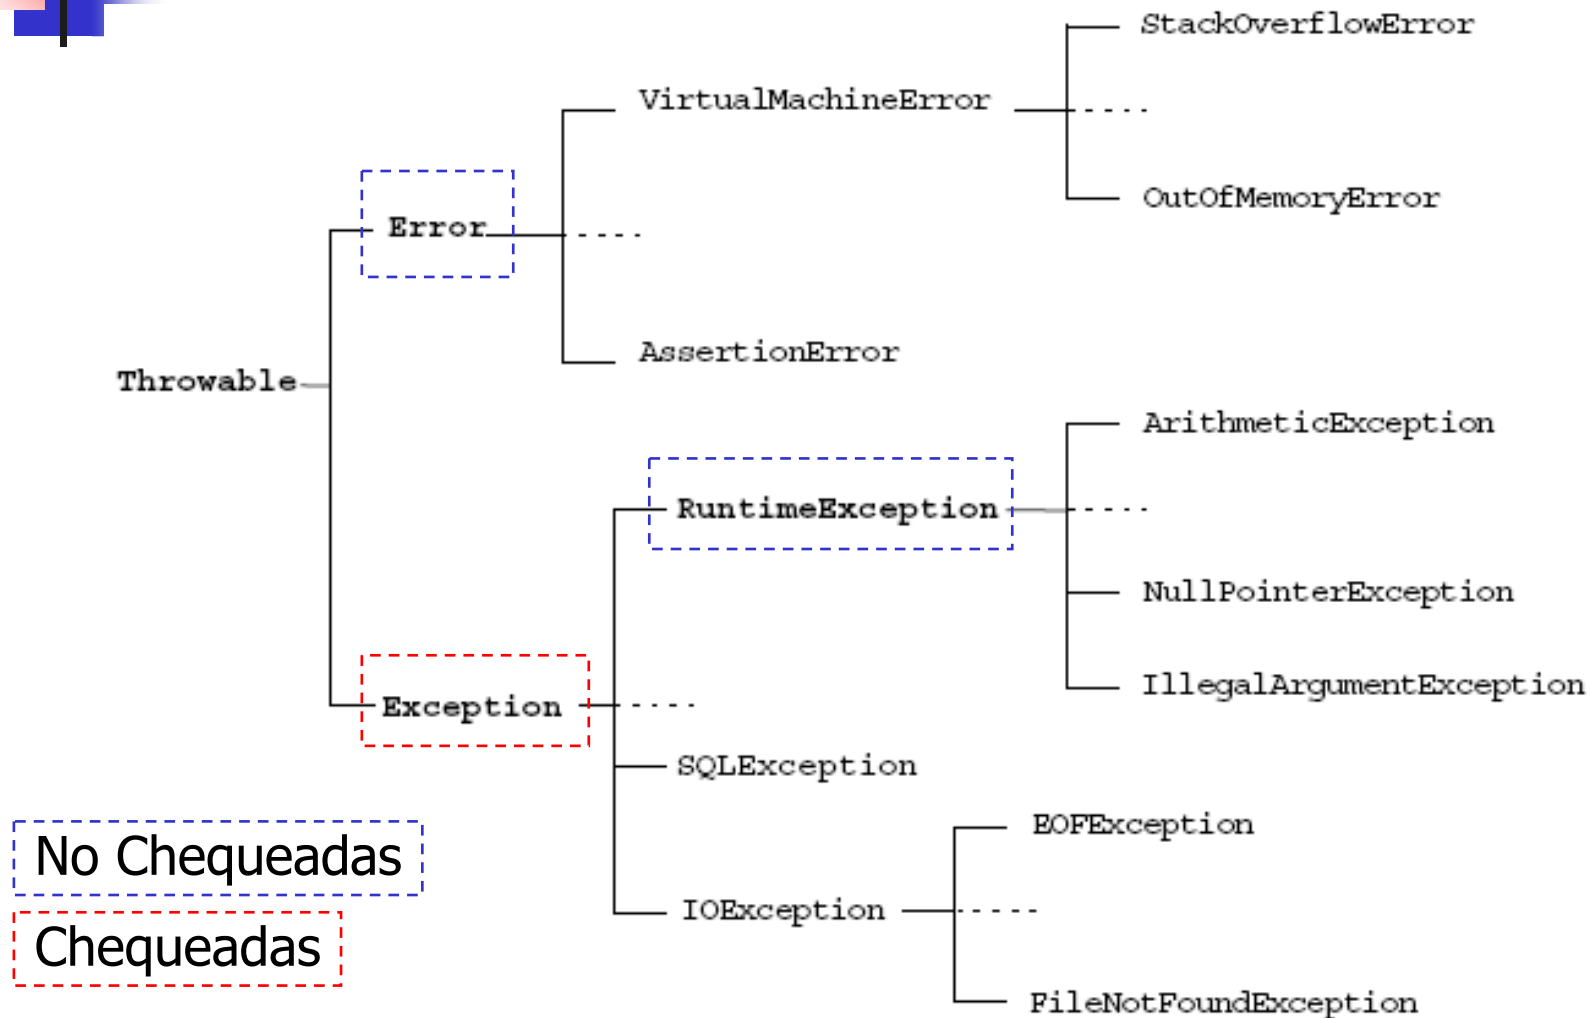 StackOverflowError
VirtualMachineError
OutOfMemoryError
Error
AssertionError
Throwable
ArithmeticException
RuntimeException
NullPointerException
IllegalArgumentException
Exception
SQLException
EOFException
No Chequeadas
IOException
Chequeadas
FileNotFoundException